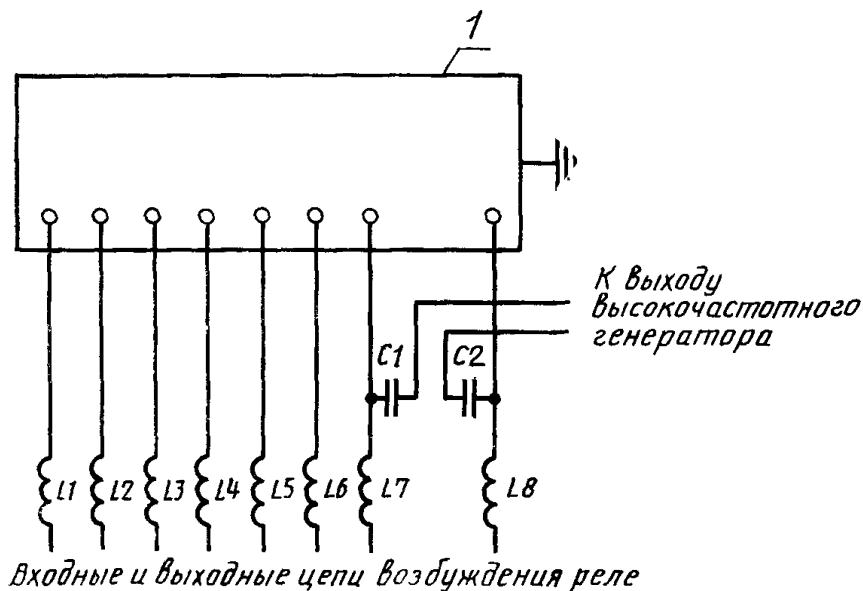 1
К выходу
высокочастотного
генератора
C1 C2
L1 L2 L3 L4 L5 L6 L7 L8
Входные и выходные цепи возбуждения реле